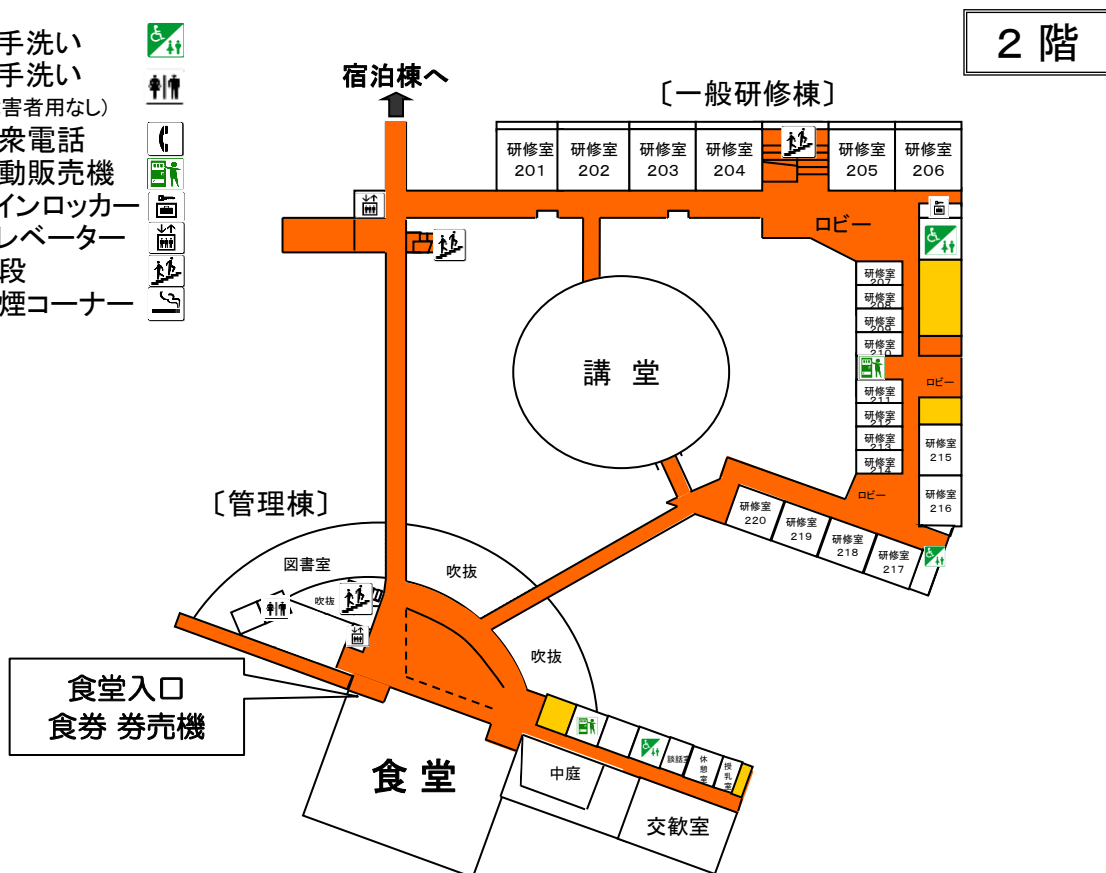 ２階
手洗い
手洗い
害者用なし）
衆電話
動販売機
インロッカー
レベーター
段
煙コーナー
宿泊棟へ
〔一般研修棟〕
研修室
201
研修室
202
研修室
203
研修室
204
研修室
205
研修室
206
ロビー
研修室
207
研修室
208
研修室
209
研修室
210
ロビー
研修室
211
研修室
212
研修室
213
研修室
214
研修室
215
ロビー
研修室
216
研修室
220
研修室
219
研修室
218
研修室
217
講堂
〔管理棟〕
図書室
吹抜
吹抜
吹抜
食堂入口
食券 券売機
食堂
中庭
談話室
休憩室
授乳室
交歓室